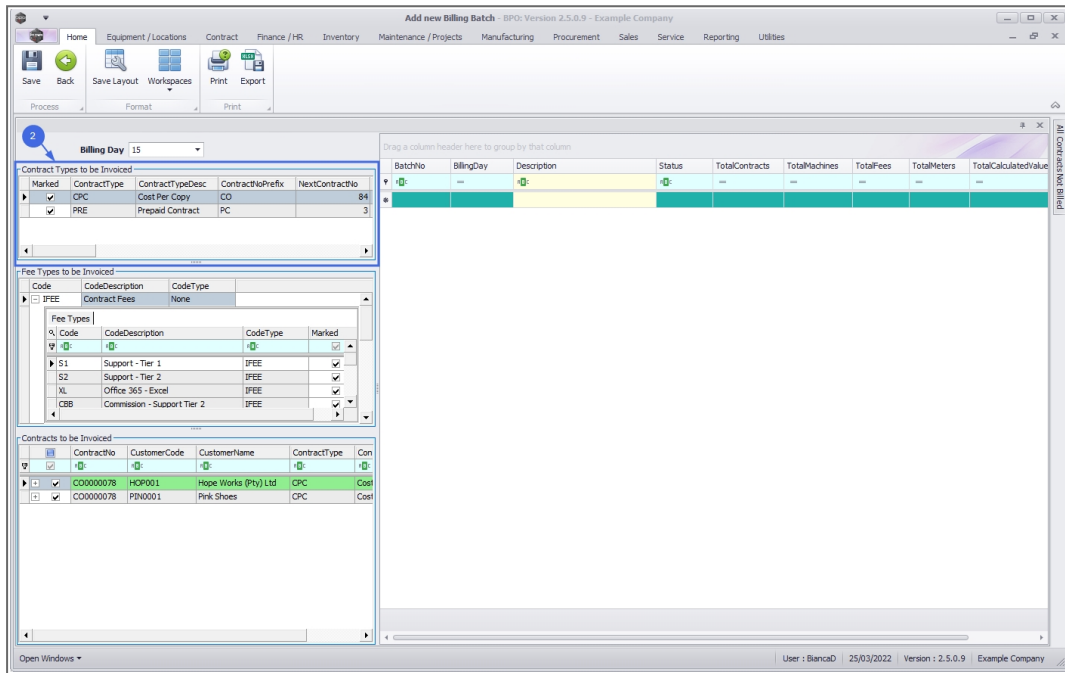 Add new Billing Batch - BPO: Version 2.5.0.9 - Example Company
Home Equipment / Locations Contract Finance / HR Inventory Maintenance / Projects Manufacturing Procurement Sales Service Reporting Utilities
Save Back Save Layout Workspaces Print Export
Process Format Print
2
Billing Day 15
Contract Types to be Invoiced
Marked ContractType ContractTypeDesc ContractNoPrefix NextContractNo
CPC Cost Per Copy CO 84
PRE Prepaid Contract PC 3
Fee Types to be Invoiced
Code CodeDescription CodeType
IFEE Contract Fees None
Fee Types
Code CodeDescription CodeType Marked
S1 Support - Tier 1 IFEE
S2 Support - Tier 2 IFEE
XL Office 365 - Excel IFEE
CBB Commission - Support Tier 2 IFEE
Contracts to be Invoiced
ContractNo CustomerCode CustomerName ContractType Con
CO0000078 HOP001 Hope Works (Pty) Ltd CPC Cost
CO0000078 PIN0001 Pink Shoes CPC Cost
Drag a column header here to group by that column
BatchNo BillingDay Description Status TotalContracts TotalMachines TotalFees TotalMeters TotalCalculatedValue
All Contracts Not Billed
Open Windows
User : BiancaD 25/03/2022 Version : 2.5.0.9 Example Company